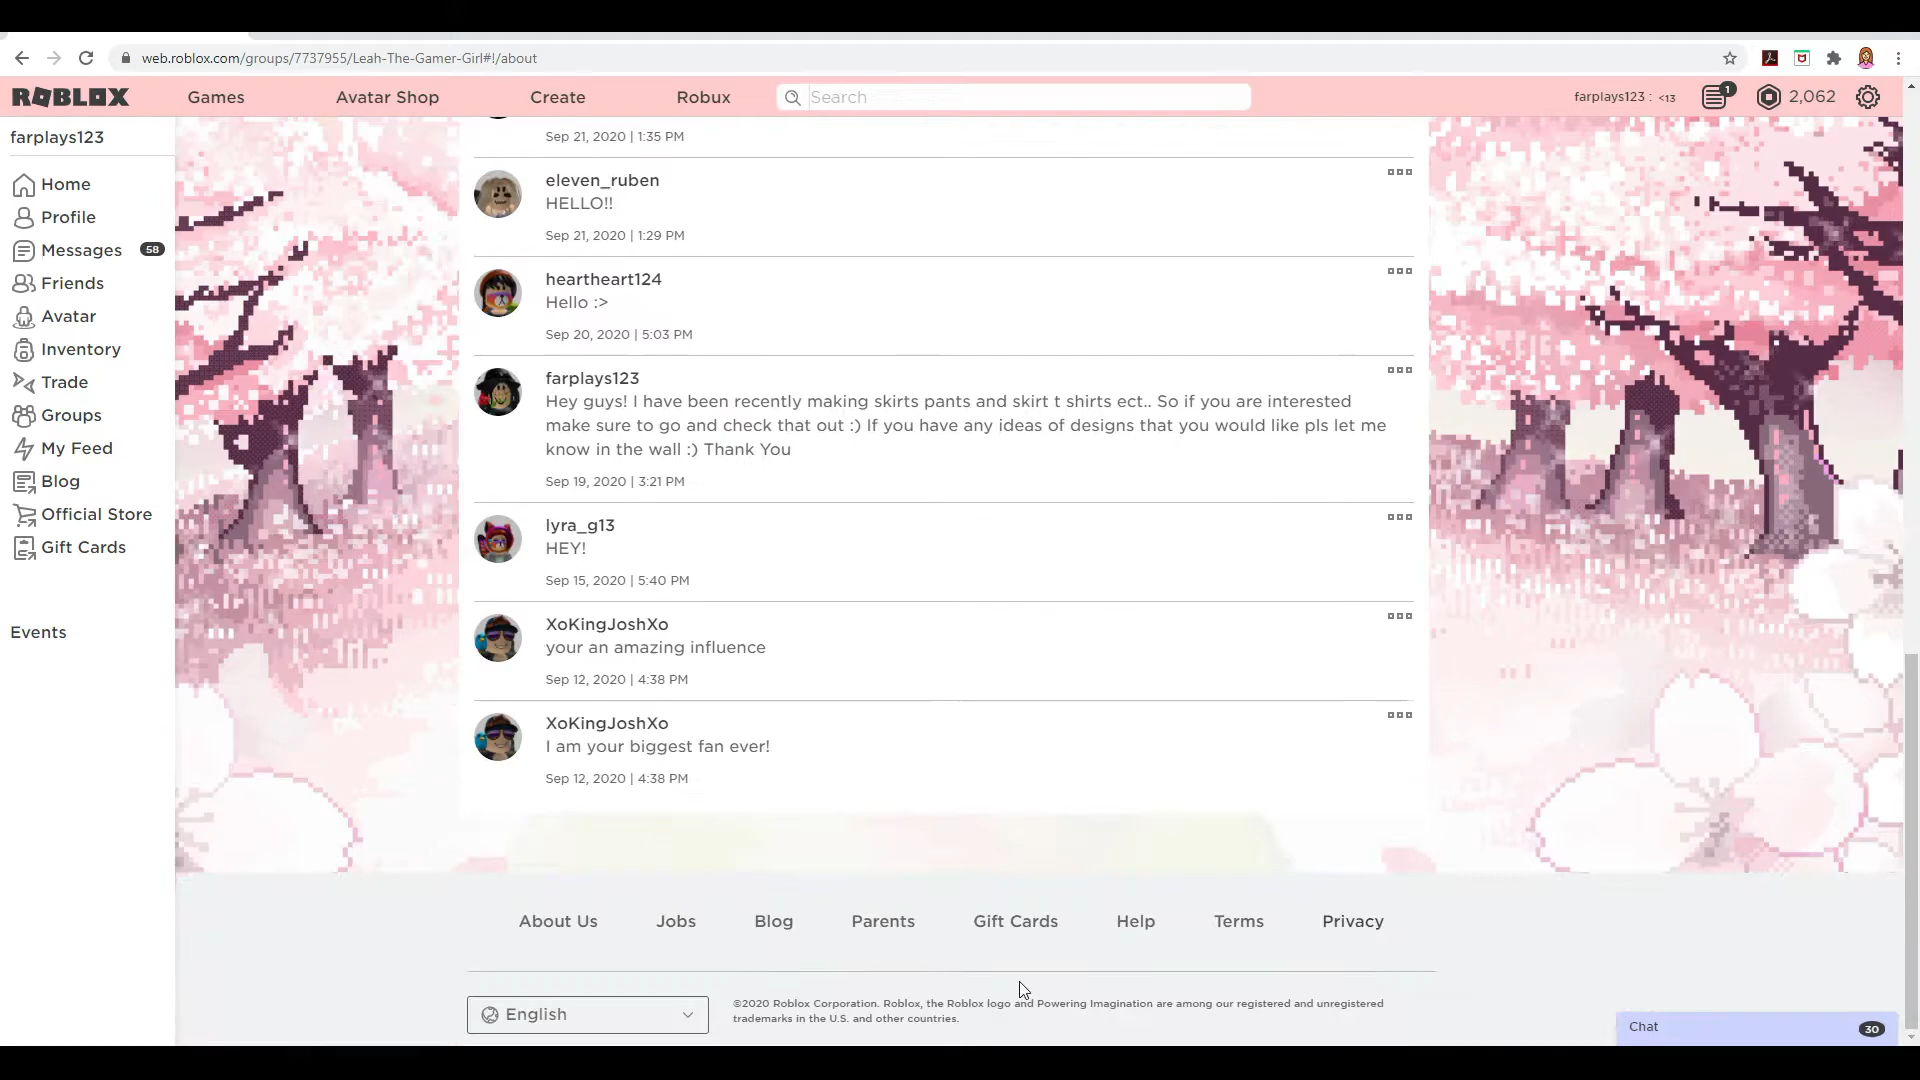 web.roblox.com/groups/7737955/Leah-The-Gamer-Girl#!/about
ROBLOX
Games
Avatar Shop
Create
Robux
Search
farplays123 : <13
1
2,062
farplays123
Home
Profile
Messages 58
Friends
Avatar
Inventory
Trade
Groups
My Feed
Blog
Official Store
Gift Cards
Events
Sep 21, 2020 | 1:35 PM
eleven_ruben
HELLO!!
Sep 21, 2020 | 1:29 PM
heartheart124
Hello :>
Sep 20, 2020 | 5:03 PM
farplays123
Hey guys! I have been recently making skirts pants and skirt t shirts ect.. So if you are interested
make sure to go and check that out :) If you have any ideas of designs that you would like pls let me
know in the wall :) Thank You
Sep 19, 2020 | 3:21 PM
lyra_g13
HEY!
Sep 15, 2020 | 5:40 PM
XoKingJoshXo
your an amazing influence
Sep 12, 2020 | 4:38 PM
XoKingJoshXo
I am your biggest fan ever!
Sep 12, 2020 | 4:38 PM
About Us
Jobs
Blog
Parents
Gift Cards
Help
Terms
Privacy
English
©2020 Roblox Corporation. Roblox, the Roblox logo and Powering Imagination are among our registered and unregistered
trademarks in the U.S. and other countries.
Chat
30